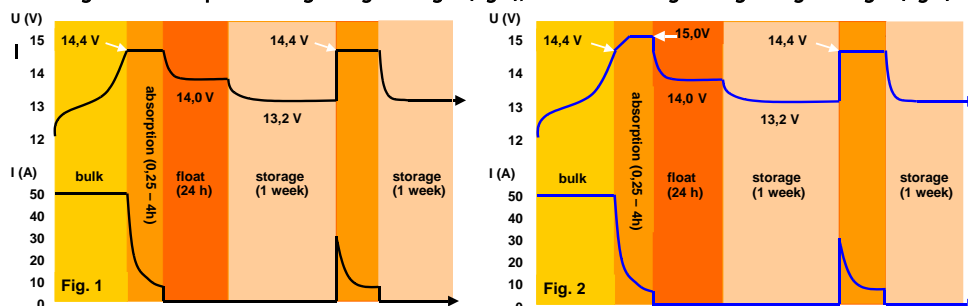 U (V)
15
14
13
12
I (A)
50
40
30
20
10
0
I
14,4 V
14,0 V
13,2 V
14,4 V
bulk
absorption (0,25 – 4h)
float
(24 h)
storage
(1 week)
storage
(1 week)
Fig. 1
U (V)
15
14
13
12
I (A)
50
40
30
20
10
0
14,4 V
15,0V
14,0 V
13,2 V
14,4 V
bulk
absorption (0,25 – 4h)
float
(24 h)
storage
(1 week)
storage
(1 week)
Fig. 2